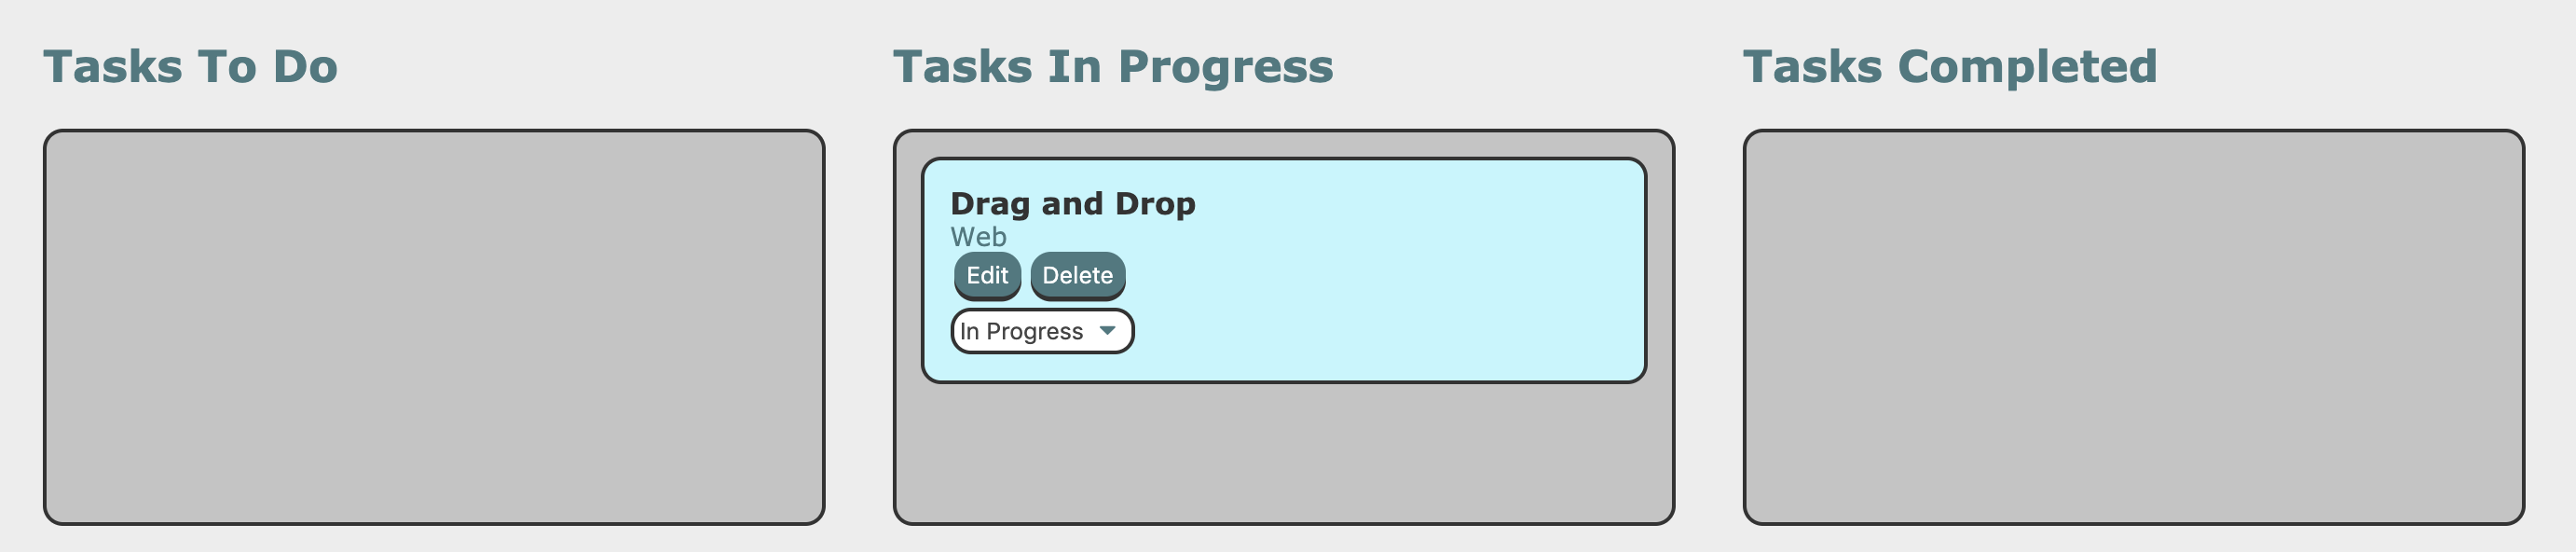 Tasks To Do
Tasks In Progress
Tasks Completed
Drag and Drop
Web
Edit Delete
In Progress